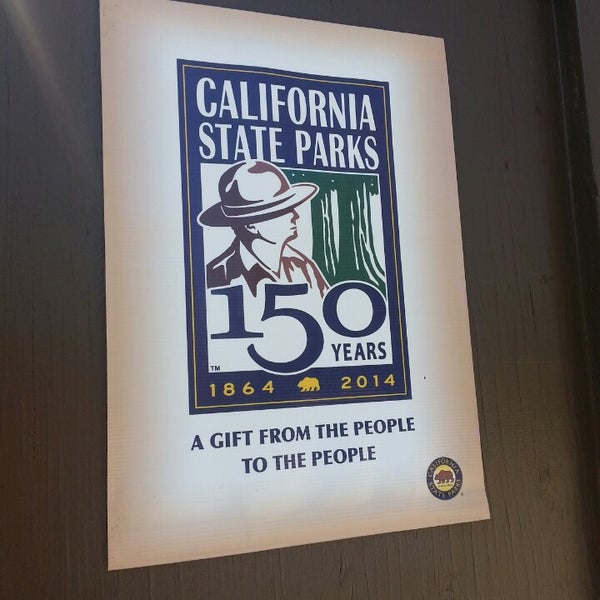 CALIFORNIA
STATE PARKS
150
YEARS
TM
1864 2014
A GIFT FROM THE PEOPLE
TO THE PEOPLE
CALIFORNIA
STATE PARKS